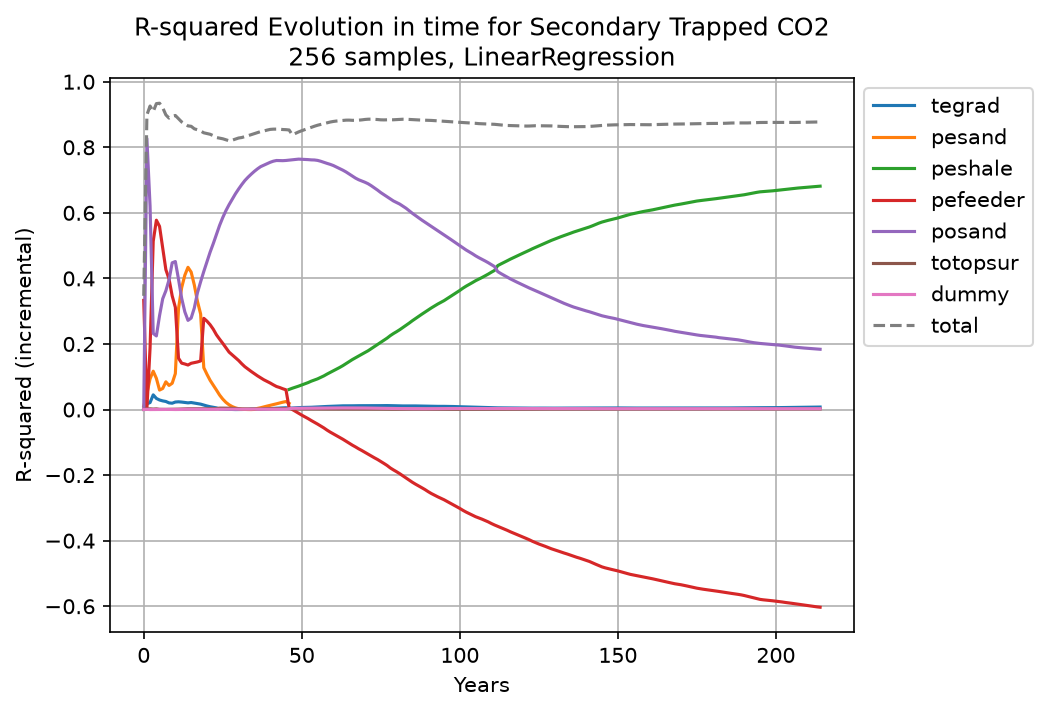 R-squared Evolution in time for Secondary Trapped CO2
256 samples, LinearRegression
R-squared (incremental)
1.0
0.8
0.6
0.4
0.2
0.0
−0.2
−0.4
−0.6
0 50 100 150 200
Years
tegrad
pesand
peshale
pefeeder
posand
totopsur
dummy
total